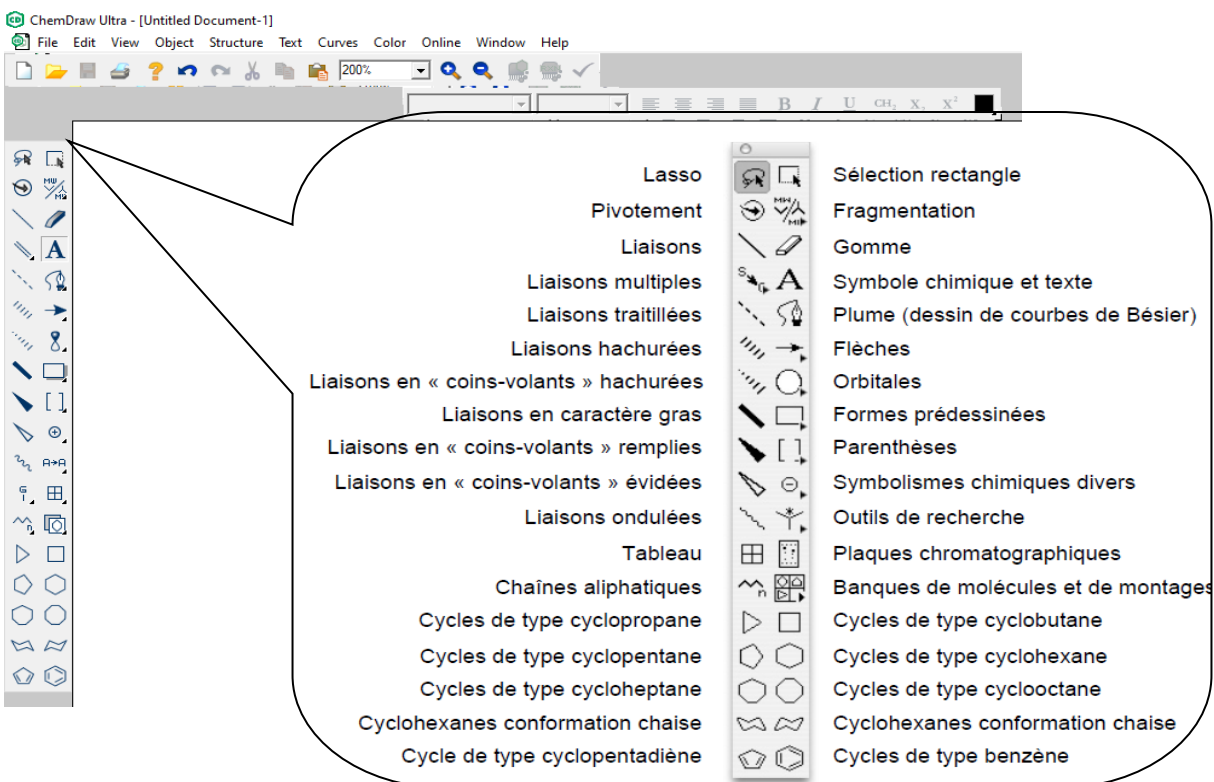 ChemDraw Ultra - [Untitled Document-1]
File Edit View Object Structure Text Curves Color Online Window Help
200%
B I U CH₂ X₂ X²
Lasso Sélection rectangle
Pivotement Fragmentation
Liaisons Gomme
Liaisons multiples Symbole chimique et texte
Liaisons traitillées Plume (dessin de courbes de Bésier)
Liaisons hachurées Flèches
Liaisons en « coins-volants » hachurées Orbitales
Liaisons en caractère gras Formes prédessinées
Liaisons en « coins-volants » remplies Parenthèses
Liaisons en « coins-volants » évidées Symbolismes chimiques divers
Liaisons ondulées Outils de recherche
Tableau Plaques chromatographiques
Chaînes aliphatiques Banques de molécules et de montages
Cycles de type cyclopropane Cycles de type cyclobutane
Cycles de type cyclopentane Cycles de type cyclohexane
Cycles de type cycloheptane Cycles de type cyclooctane
Cyclohexanes conformation chaise Cyclohexanes conformation chaise
Cycle de type cyclopentadiène Cycles de type benzène